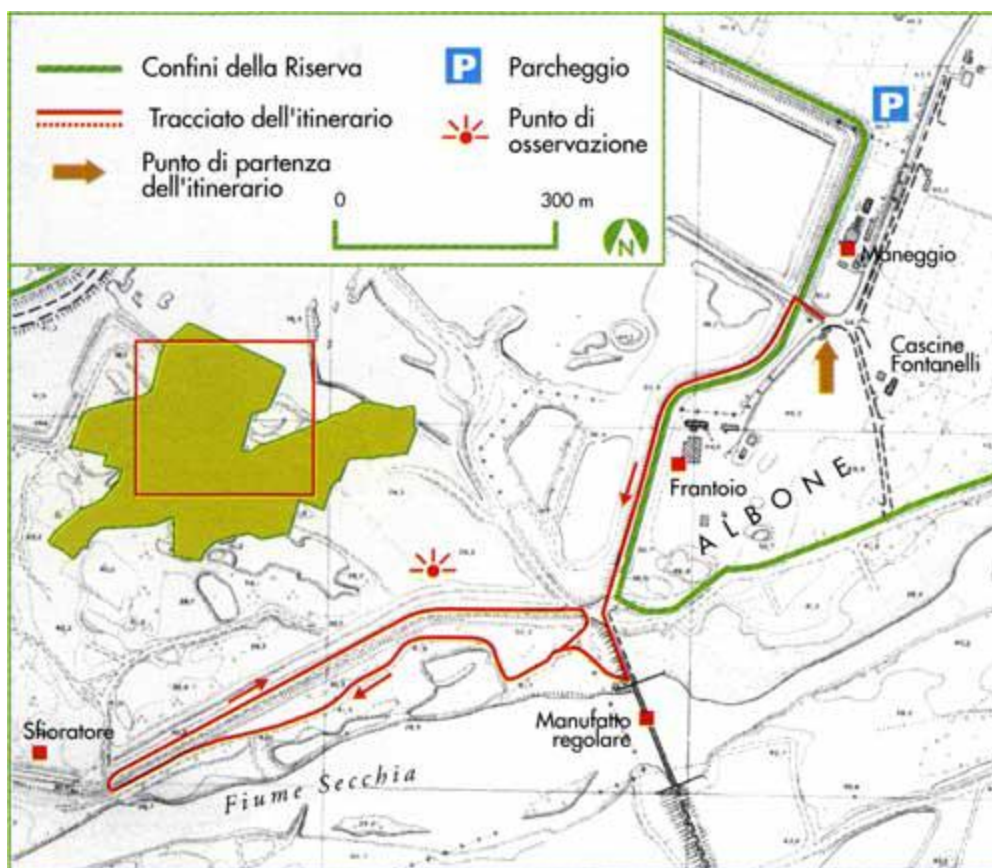 Confini della Riserva
P Parcheggio
Tracciato dell'itinerario
Punto di
osservazione
Punto di partenza
dell'itinerario
0 300 m
N
P
Maneggio
Cascine
Fontanelli
Frantoio
ALBONE
Sfioratore
Manufatto
regolare
Fiume Secchia